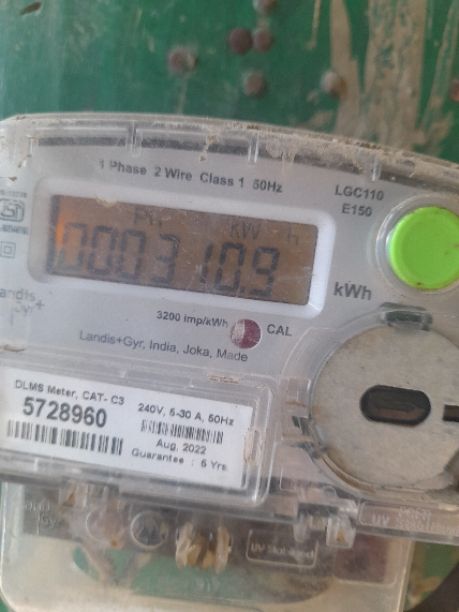 1 Phase 2 Wire Class 1 50Hz
LGC110
E150
kW h
000310.9
kWh
3200 imp/kWh
CAL
Landis+Gyr, India, Joka, Made
DLMS Meter, CAT- C3
5728960
240V, 5-30 A, 50Hz
Aug, 2022
Guarantee : 5 Yrs